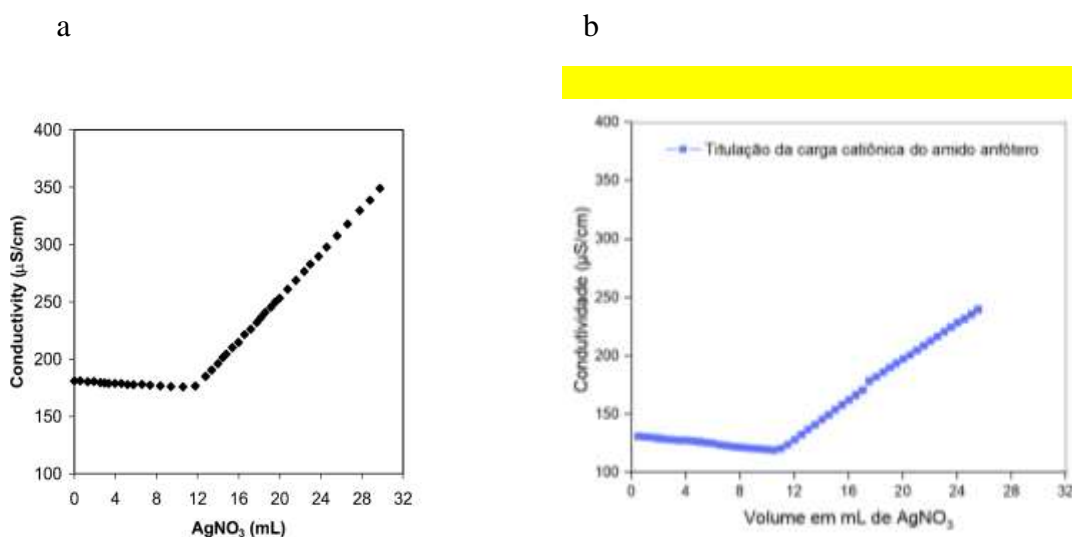 a
b
400
350
300
250
200
150
100
Conductivity (µS/cm)
0 4 8 12 16 20 24 28 32
AgNO₃ (mL)
400
350
300
250
200
150
100
Condutividade (µS/cm)
Titulação da carga catiônica do amido anfótero
0 4 8 12 16 20 24 28 32
Volume em mL de AgNO₃